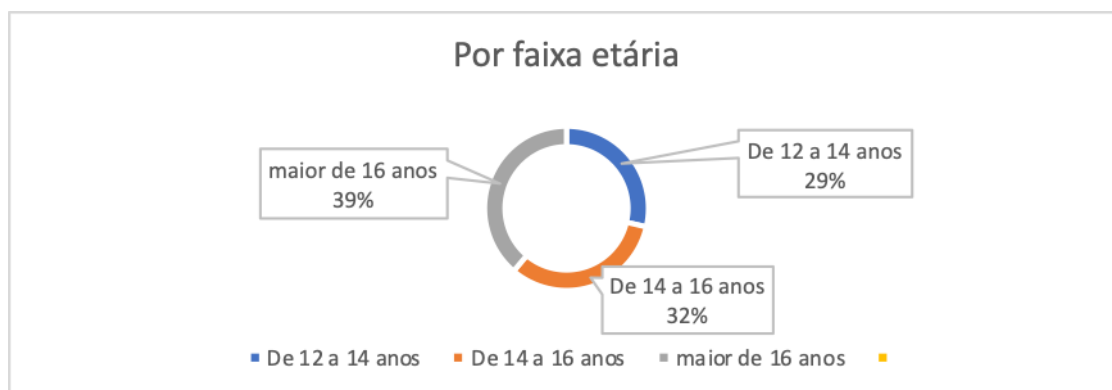 Por faixa etária
De 12 a 14 anos
29%
maior de 16 anos
39%
De 14 a 16 anos
32%
De 12 a 14 anos De 14 a 16 anos maior de 16 anos